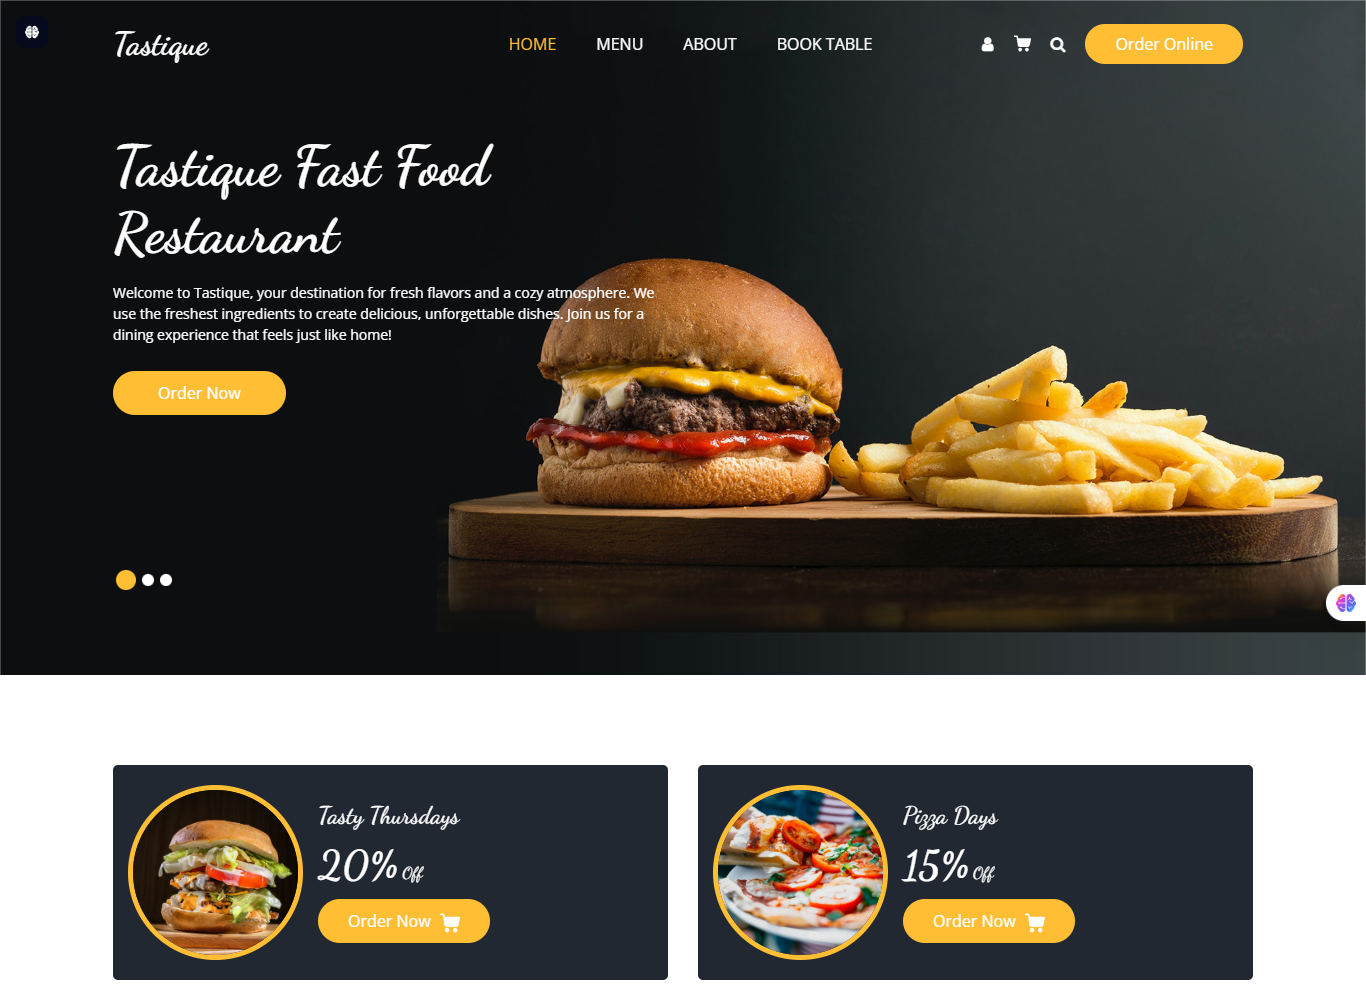 Tastique
HOME MENU ABOUT BOOK TABLE
Order Online
Tastique Fast Food
Restaurant
Welcome to Tastique, your destination for fresh flavors and a cozy atmosphere. We
use the freshest ingredients to create delicious, unforgettable dishes. Join us for a
dining experience that feels just like home!
Order Now
Tasty Thursdays
20% Off
Order Now
Pizza Days
15% Off
Order Now